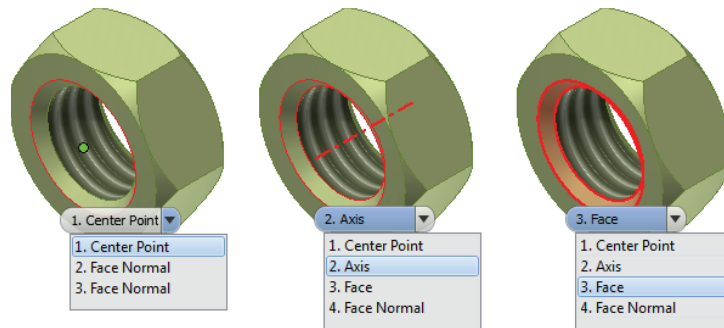 1. Center Point
1. Center Point
2. Face Normal
3. Face Normal
2. Axis
1. Center Point
2. Axis
3. Face
4. Face Normal
3. Face
1. Center Point
2. Axis
3. Face
4. Face Normal